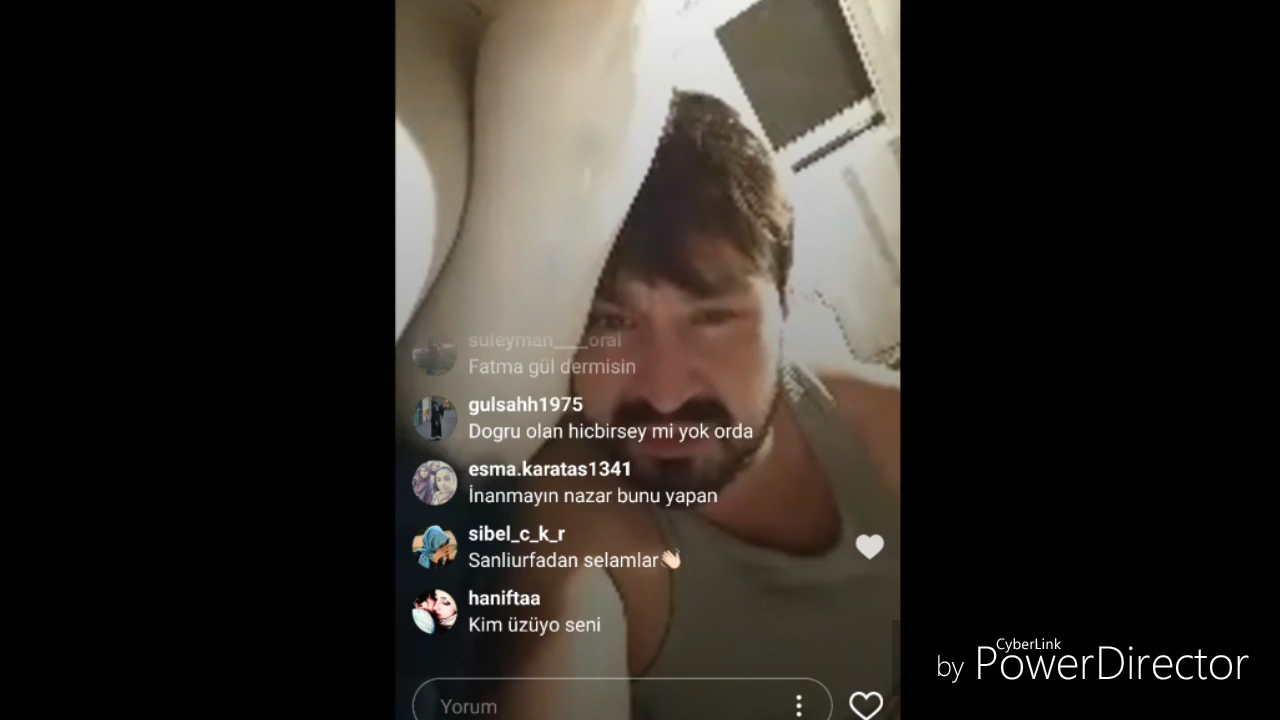 suleyman____oral
Fatma gül dermisin
gulsahh1975
Dogru olan hicbirsey mi yok orda
esma.karatas1341
İnanmayın nazar bunu yapan
sibel_c_k_r
Sanliurfadan selamlar👋🏻
haniftaa
Kim üzüyo seni
Yorum
CyberLink
by PowerDirector